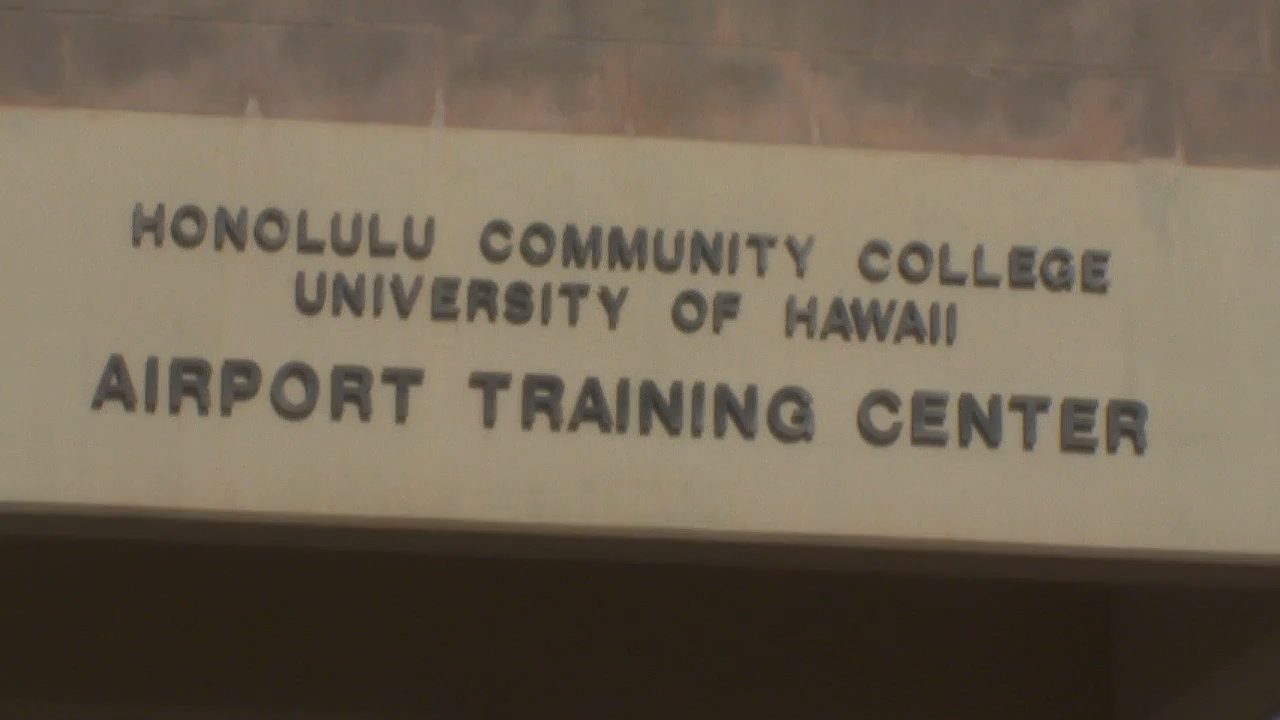 HONOLULU COMMUNITY COLLEGE
UNIVERSITY OF HAWAII
AIRPORT TRAINING CENTER